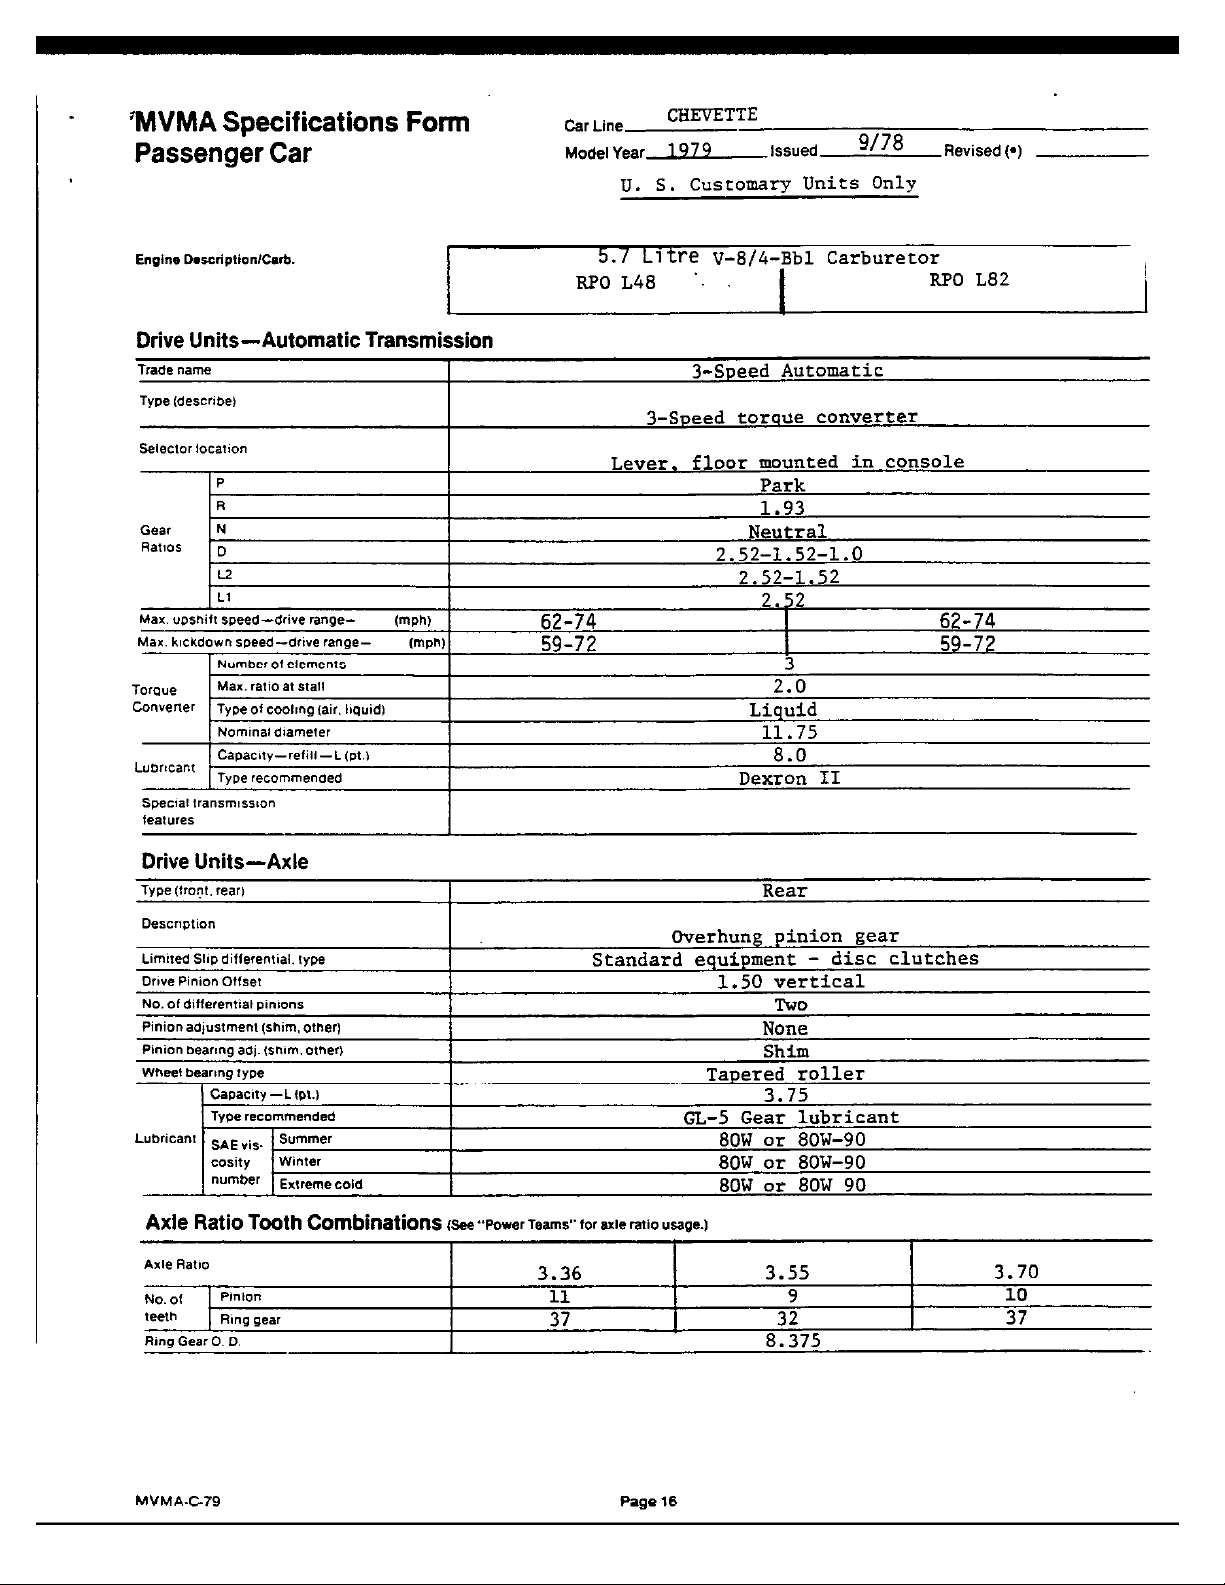 MVMA Specifications Form
Passenger Car
Car Line CHEVETTE
Model Year 1979 Issued 9/78 Revised (•)
U. S. Customary Units Only
Engine Description/Carb.
5.7 Litre V-8/4-Bbl Carburetor
RPO L48 RPO L82
Drive Units—Automatic Transmission
Trade name 3-Speed Automatic
Type (describe)
3-Speed torque converter
Selector location
Lever, floor mounted in console
Gear Ratios
P Park
R 1.93
N Neutral
D 2.52-1.52-1.0
L2 2.52-1.52
L1 2.52
Max. upshift speed—drive range– (mph) 62-74 62-74
Max. kickdown speed—drive range– (mph) 59-72 59-72
Torque Converter
Number of elements 3
Max. ratio at stall 2.0
Type of cooling (air, liquid) Liquid
Nominal diameter 11.75
Lubricant
Capacity—refill—L (pt.) 8.0
Type recommended Dexron II
Special transmission
features
Drive Units—Axle
Type (front, rear) Rear
Description
Overhung pinion gear
Limited Slip differential, type Standard equipment - disc clutches
Drive Pinion Offset 1.50 vertical
No. of differential pinions Two
Pinion adjustment (shim, other) None
Pinion bearing adj. (shim, other) Shim
Wheel bearing type Tapered roller
Lubricant
Capacity —L (pt.) 3.75
Type recommended GL-5 Gear lubricant
SAE vis-
cosity
number
Summer 80W or 80W-90
Winter 80W or 80W-90
Extreme cold 80W or 80W 90
Axle Ratio Tooth Combinations (See "Power Teams" for axle ratio usage.)
Axle Ratio 3.36 3.55 3.70
No. of
teeth
Pinion 11 9 10
Ring gear 37 32 37
Ring Gear O. D. 8.375
MVMA-C-79 Page 16